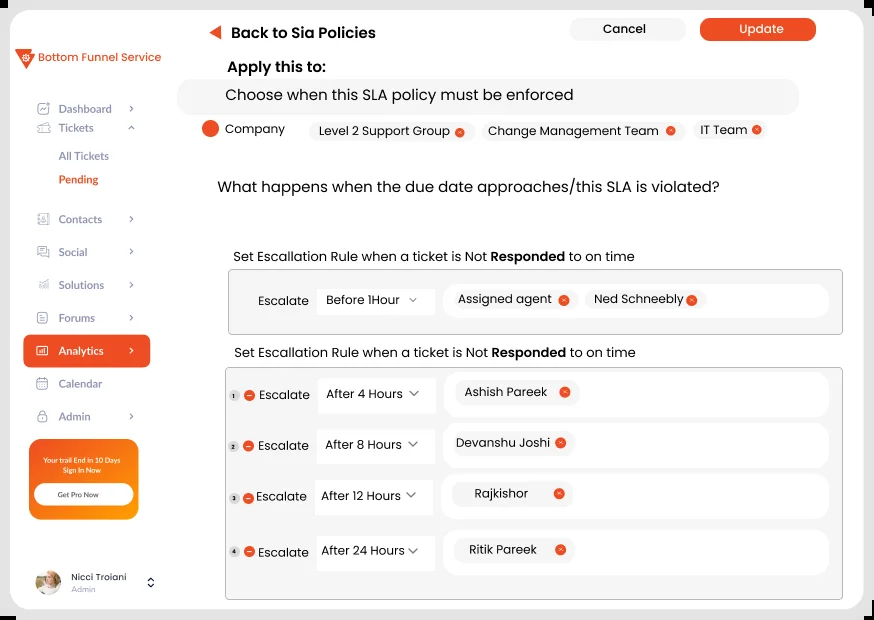 Back to Sia Policies
Cancel
Update
Bottom Funnel Service
Apply this to:
Choose when this SLA policy must be enforced
Dashboard
Tickets
All Tickets
Pending
Contacts
Social
Solutions
Forums
Analytics
Calendar
Admin
Your trail End in 10 Days
Sign In Now
Get Pro Now
Nicci Troiani
Admin
Company
Level 2 Support Group
Change Management Team
IT Team
What happens when the due date approaches/this SLA is violated?
Set Escallation Rule when a ticket is Not Responded to on time
Escalate Before 1Hour Assigned agent Ned Schneebly
Set Escallation Rule when a ticket is Not Responded to on time
1 Escalate After 4 Hours Ashish Pareek
2 Escalate After 8 Hours Devanshu Joshi
3 Escalate After 12 Hours Rajkishor
4 Escalate After 24 Hours Ritik Pareek